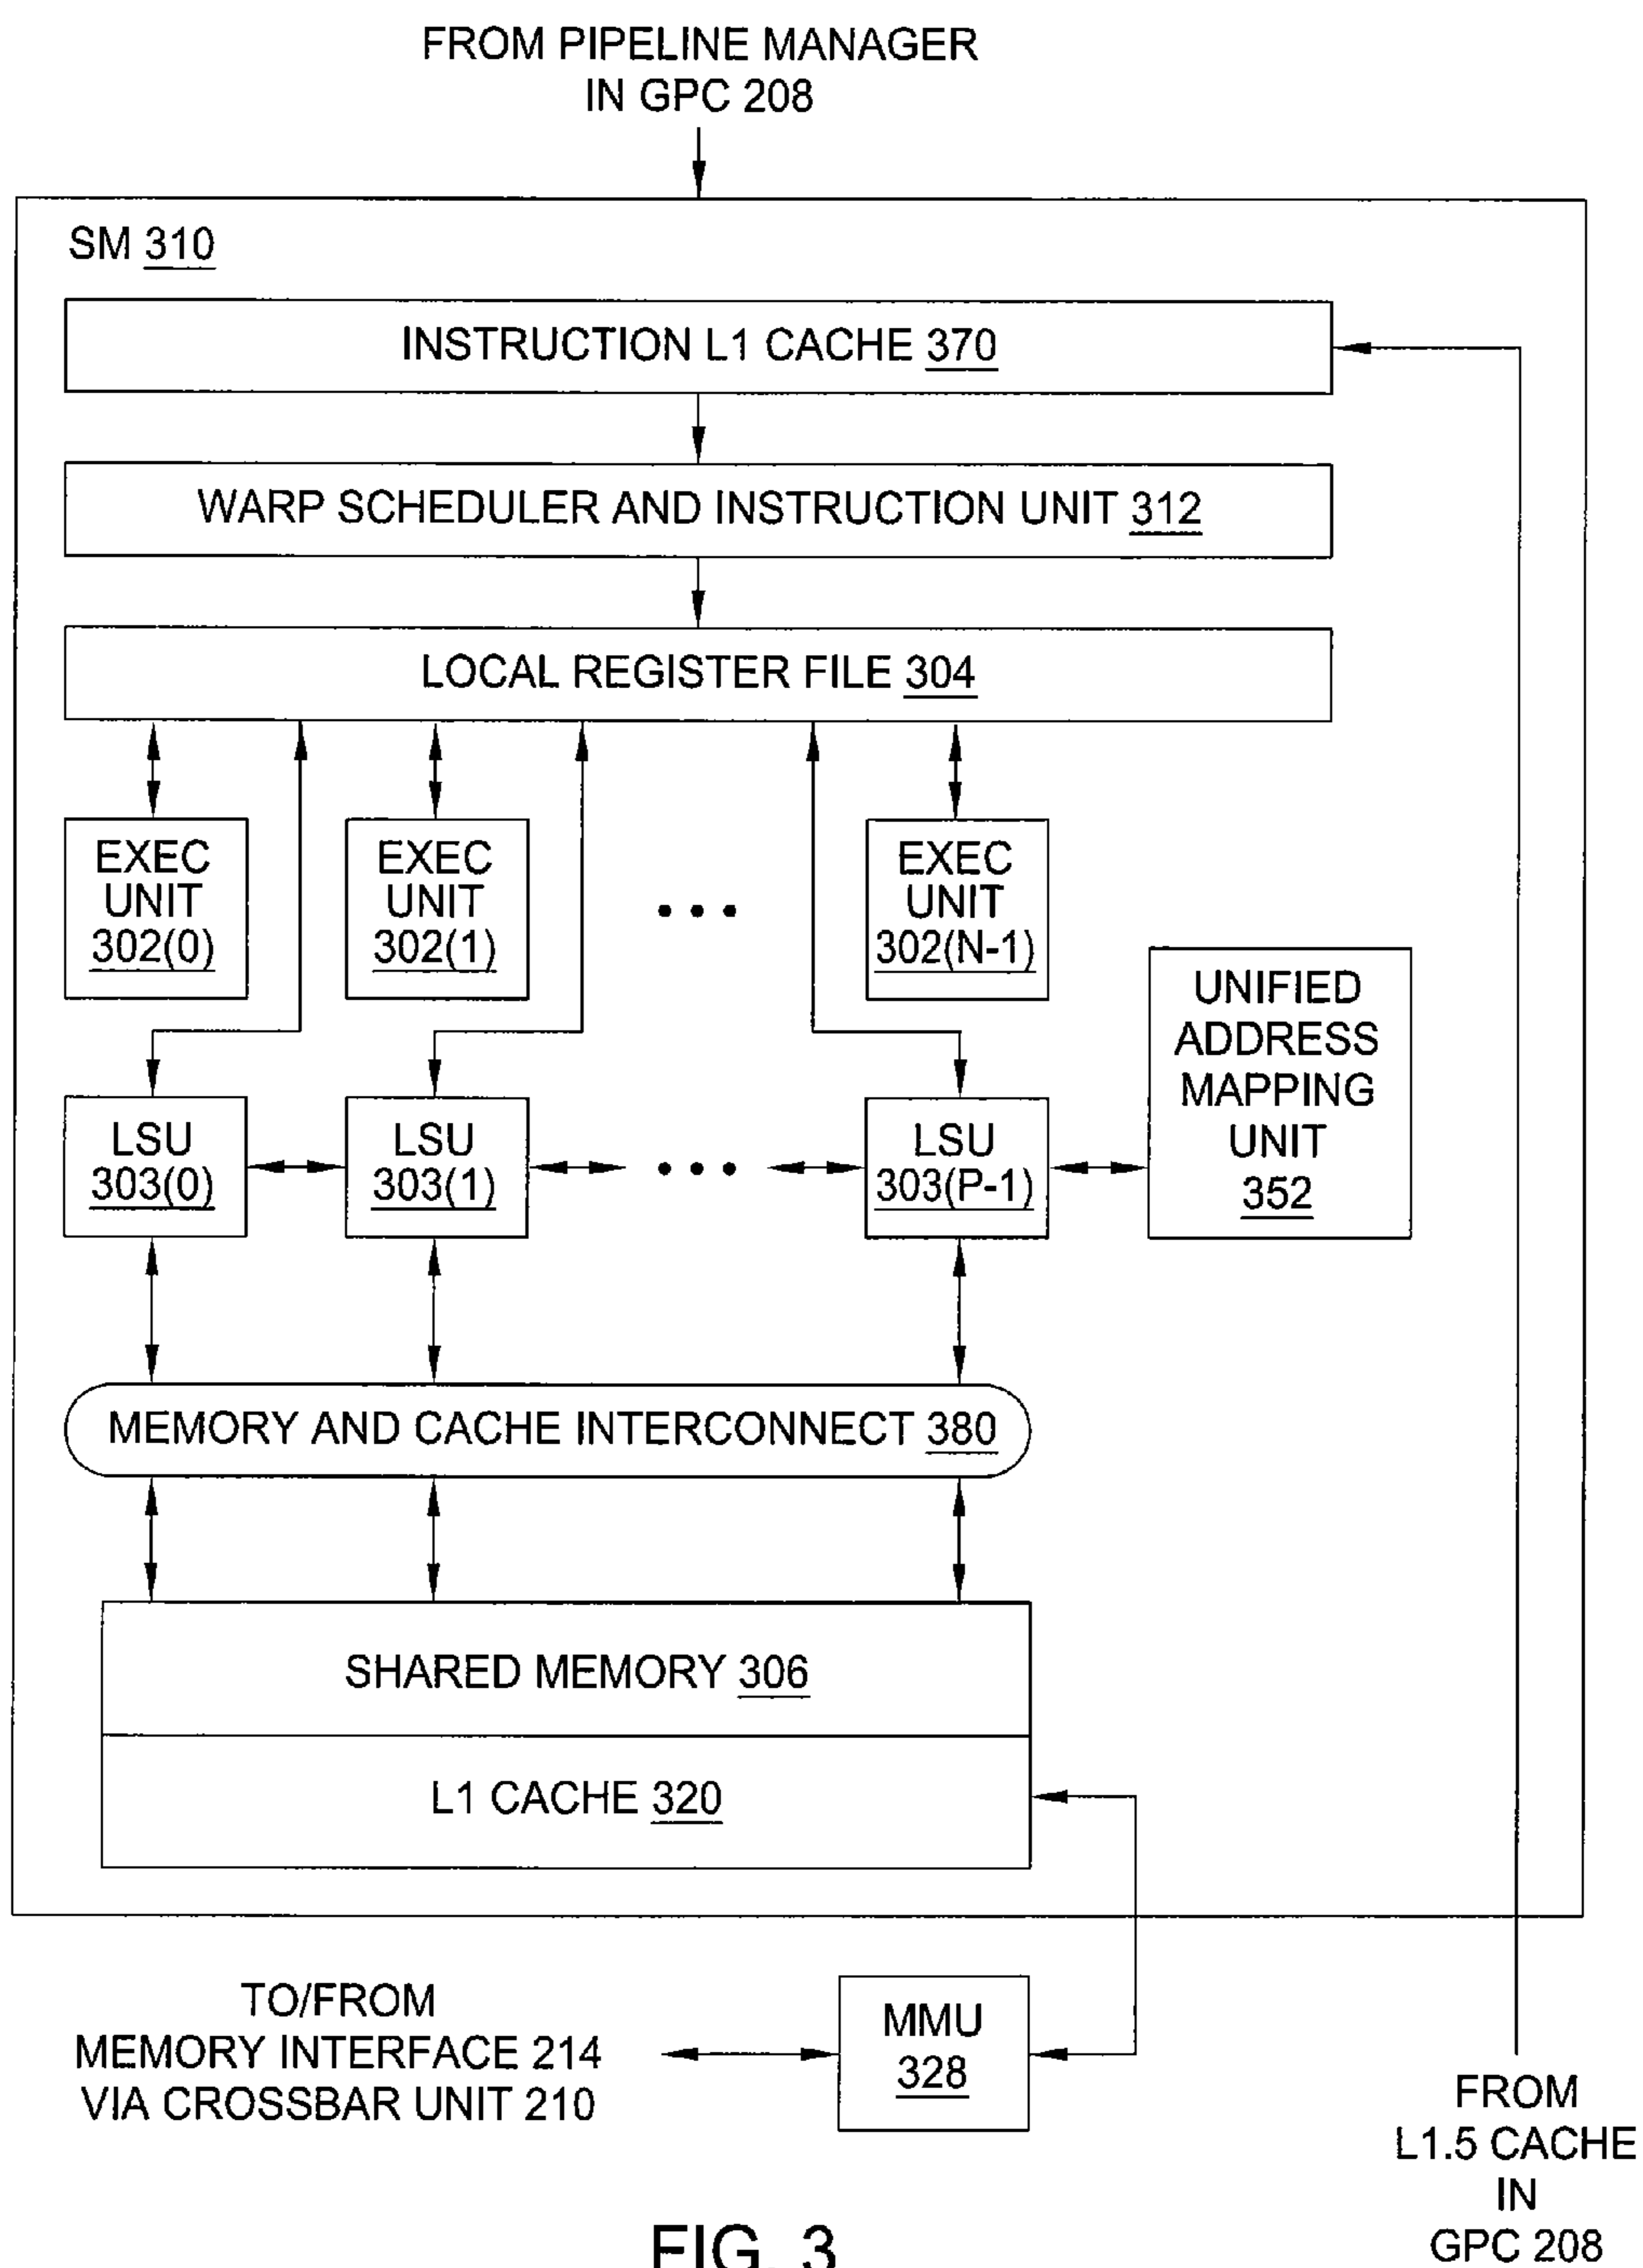 FROM PIPELINE MANAGER
IN GPC 208
SM 310
INSTRUCTION L1 CACHE 370
WARP SCHEDULER AND INSTRUCTION UNIT 312
LOCAL REGISTER FILE 304
EXEC
UNIT
302(0)
EXEC
UNIT
302(1)
• • •
EXEC
UNIT
302(N-1)
UNIFIED
ADDRESS
MAPPING
UNIT
352
LSU
303(0)
LSU
303(1)
• • •
LSU
303(P-1)
MEMORY AND CACHE INTERCONNECT 380
SHARED MEMORY 306
L1 CACHE 320
TO/FROM
MEMORY INTERFACE 214
VIA CROSSBAR UNIT 210
MMU
328
FROM
L1.5 CACHE
IN
GPC 208
FIG. 3